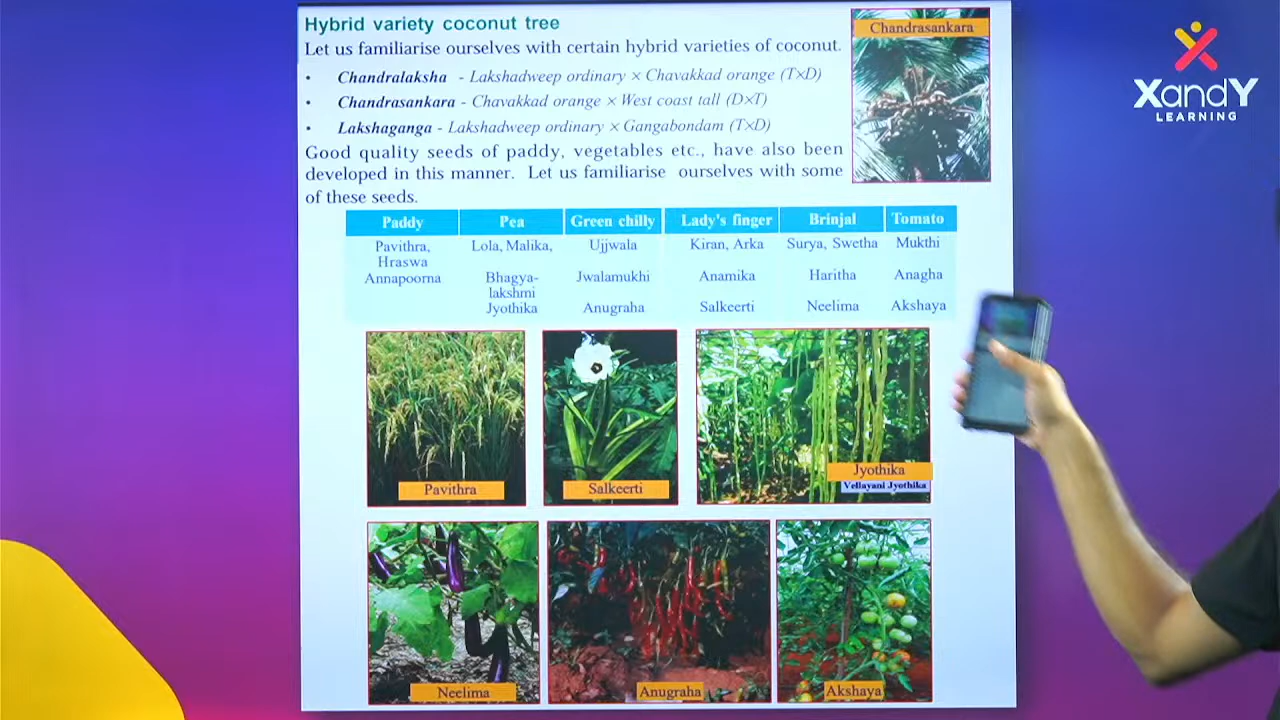 Hybrid variety coconut tree
Let us familiarise ourselves with certain hybrid varieties of coconut.
• Chandralaksha - Lakshadweep ordinary × Chavakkad orange (T×D)
• Chandrasankara - Chavakkad orange × West coast tall (D×T)
• Lakshaganga - Lakshadweep ordinary × Gangabondam (T×D)
Good quality seeds of paddy, vegetables etc., have also been
developed in this manner. Let us familiarise ourselves with some
of these seeds.
Chandrasankara
XandY
LEARNING
Paddy Pea Green chilly Lady's finger Brinjal Tomato
Pavithra, Lola, Malika, Ujjwala Kiran, Arka Surya, Swetha Mukthi
Hraswa
Annapoorna Bhagya- Jwalamukhi Anamika Haritha Anagha
lakshmi
Jyothika Anugraha Salkeerti Neelima Akshaya
Pavithra
Salkeerti
Jyothika
Vellayani Jyothika
Neelima
Anugraha
Akshaya